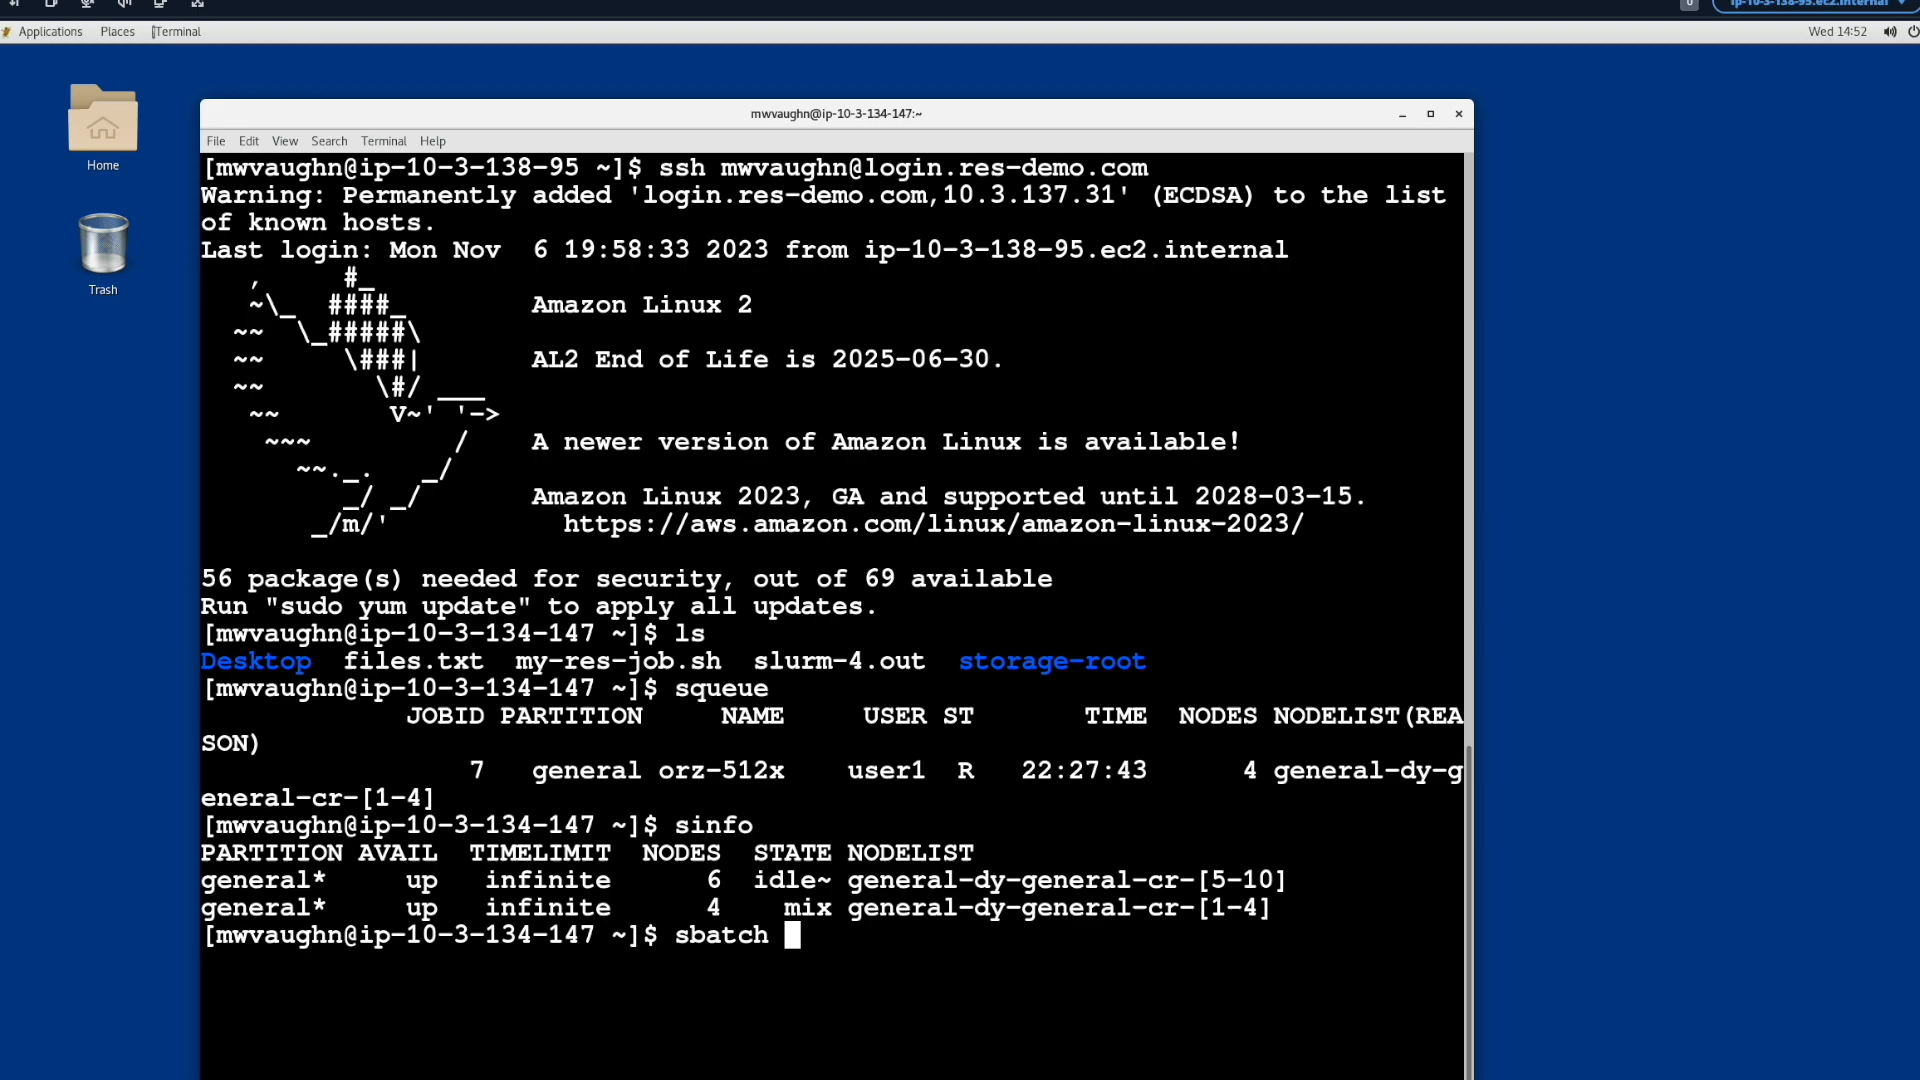 ip-10-3-138-95.ec2.internal
Applications Places Terminal Wed 14:52
Home
Trash
mwvaughn@ip-10-3-134-147:~
File Edit View Search Terminal Help
[mwvaughn@ip-10-3-138-95 ~]$ ssh mwvaughn@login.res-demo.com
Warning: Permanently added 'login.res-demo.com,10.3.137.31' (ECDSA) to the list
of known hosts.
Last login: Mon Nov  6 19:58:33 2023 from ip-10-3-138-95.ec2.internal
   ,     #_
   ~\_  ####_        Amazon Linux 2
  ~~  \_#####\
  ~~     \###|       AL2 End of Life is 2025-06-30.
  ~~       \#/ ___
   ~~       V~' '->
    ~~~         /    A newer version of Amazon Linux is available!
      ~~._.   _/
         _/ _/       Amazon Linux 2023, GA and supported until 2028-03-15.
       _/m/'           https://aws.amazon.com/linux/amazon-linux-2023/
56 package(s) needed for security, out of 69 available
Run "sudo yum update" to apply all updates.
[mwvaughn@ip-10-3-134-147 ~]$ ls
Desktop  files.txt  my-res-job.sh  slurm-4.out  storage-root
[mwvaughn@ip-10-3-134-147 ~]$ squeue
             JOBID PARTITION     NAME     USER ST       TIME  NODES NODELIST(REA
SON)
                 7   general orz-512x    user1  R   22:27:43      4 general-dy-g
eneral-cr-[1-4]
[mwvaughn@ip-10-3-134-147 ~]$ sinfo
PARTITION AVAIL  TIMELIMIT  NODES  STATE NODELIST
general*     up   infinite      6  idle~ general-dy-general-cr-[5-10]
general*     up   infinite      4    mix general-dy-general-cr-[1-4]
[mwvaughn@ip-10-3-134-147 ~]$ sbatch